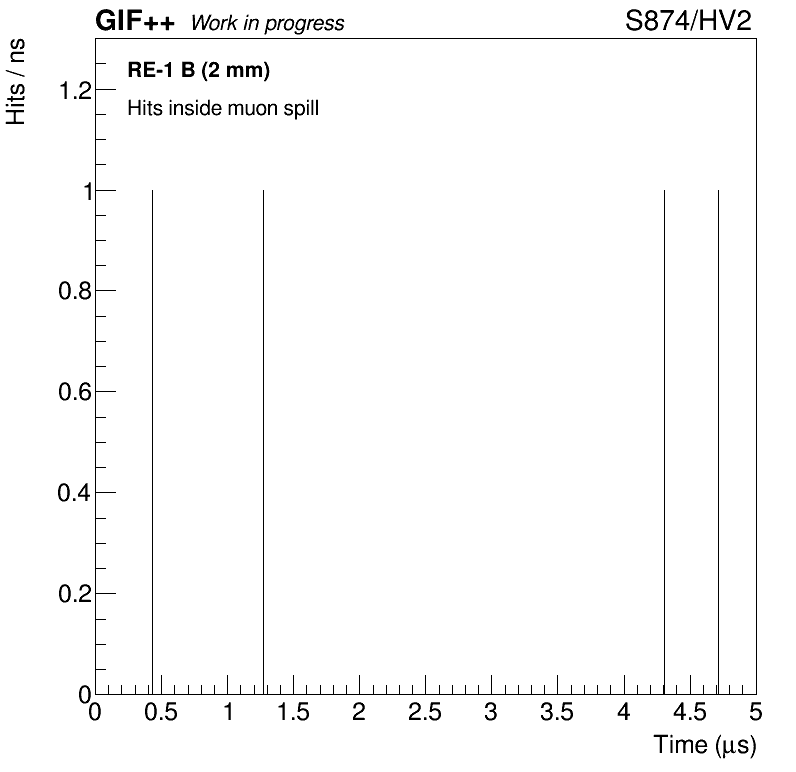 GIF++ Work in progress S874/HV2
Hits / ns
RE-1 B (2 mm)
Hits inside muon spill
1.2
1
0.8
0.6
0.4
0.2
0
0 0.5 1 1.5 2 2.5 3 3.5 4 4.5 5
Time (μs)